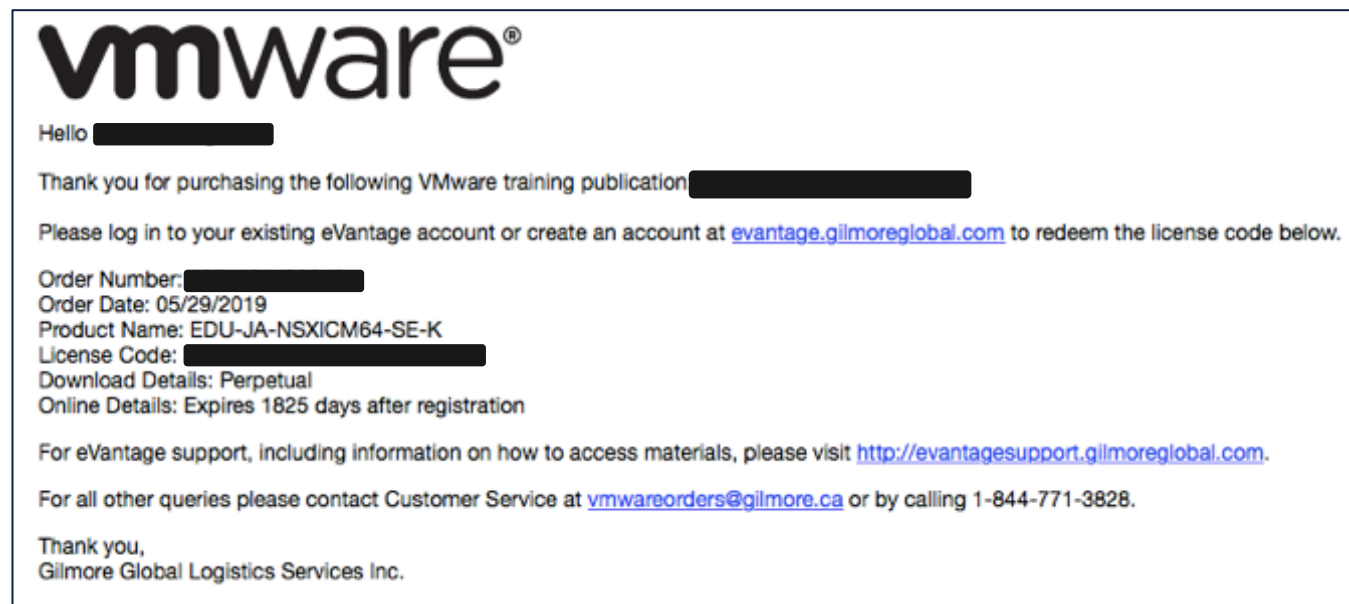 vmware®
Hello
Thank you for purchasing the following VMware training publication
Please log in to your existing eVantage account or create an account at evantage.gilmoreglobal.com to redeem the license code below.
Order Number:
Order Date: 05/29/2019
Product Name: EDU-JA-NSXICM64-SE-K
License Code:
Download Details: Perpetual
Online Details: Expires 1825 days after registration
For eVantage support, including information on how to access materials, please visit http://evantagesupport.gilmoreglobal.com.
For all other queries please contact Customer Service at vmwareorders@gilmore.ca or by calling 1-844-771-3828.
Thank you,
Gilmore Global Logistics Services Inc.